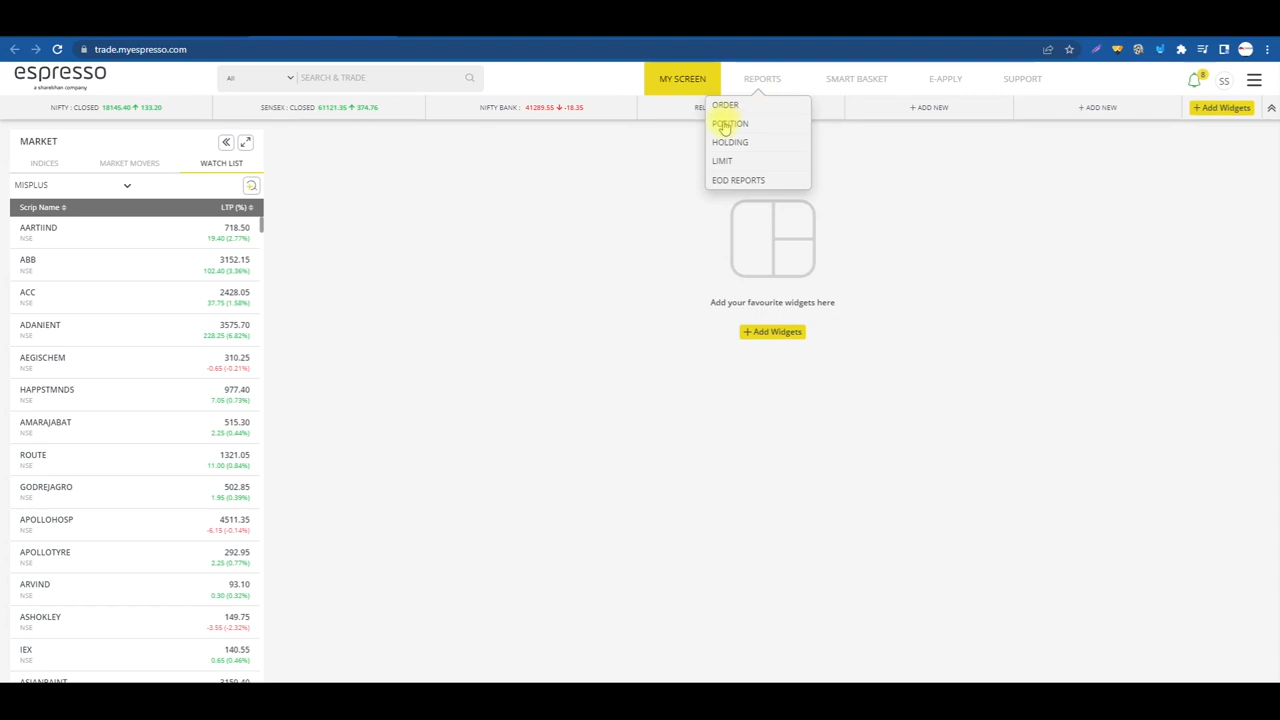 trade.myespresso.com
espresso
a sharekhan company
All
SEARCH & TRADE
MY SCREEN
REPORTS
SMART BASKET
E-APPLY
SUPPORT
8
SS
NIFTY : CLOSED 18145.40 ↑ 133.20
SENSEX : CLOSED 61121.35 ↑ 374.76
NIFTY BANK : 41289.55 ↓ -18.35
+ ADD NEW
+ ADD NEW
+ Add Widgets
ORDER
POSITION
HOLDING
LIMIT
EOD REPORTS
MARKET
INDICES
MARKET MOVERS
WATCH LIST
MISPLUS
Scrip Name
LTP (%)
AARTIIND 718.50
NSE 19.40 (2.77%)
ABB 3152.15
NSE 102.40 (3.36%)
ACC 2428.05
NSE 37.75 (1.58%)
ADANIENT 3575.70
NSE 228.25 (6.82%)
AEGISCHEM 310.25
NSE -0.65 (-0.21%)
HAPPSTMNDS 977.40
NSE 7.05 (0.73%)
AMARAJABAT 515.30
NSE 2.25 (0.44%)
ROUTE 1321.05
NSE 11.00 (0.84%)
GODREJAGRO 502.85
NSE 1.95 (0.39%)
APOLLOHOSP 4511.35
NSE -6.15 (-0.14%)
APOLLOTYRE 292.95
NSE 2.25 (0.77%)
ARVIND 93.10
NSE 0.30 (0.32%)
ASHOKLEY 149.75
NSE -3.55 (-2.32%)
IEX 140.55
NSE 0.65 (0.46%)
Add your favourite widgets here
+ Add Widgets